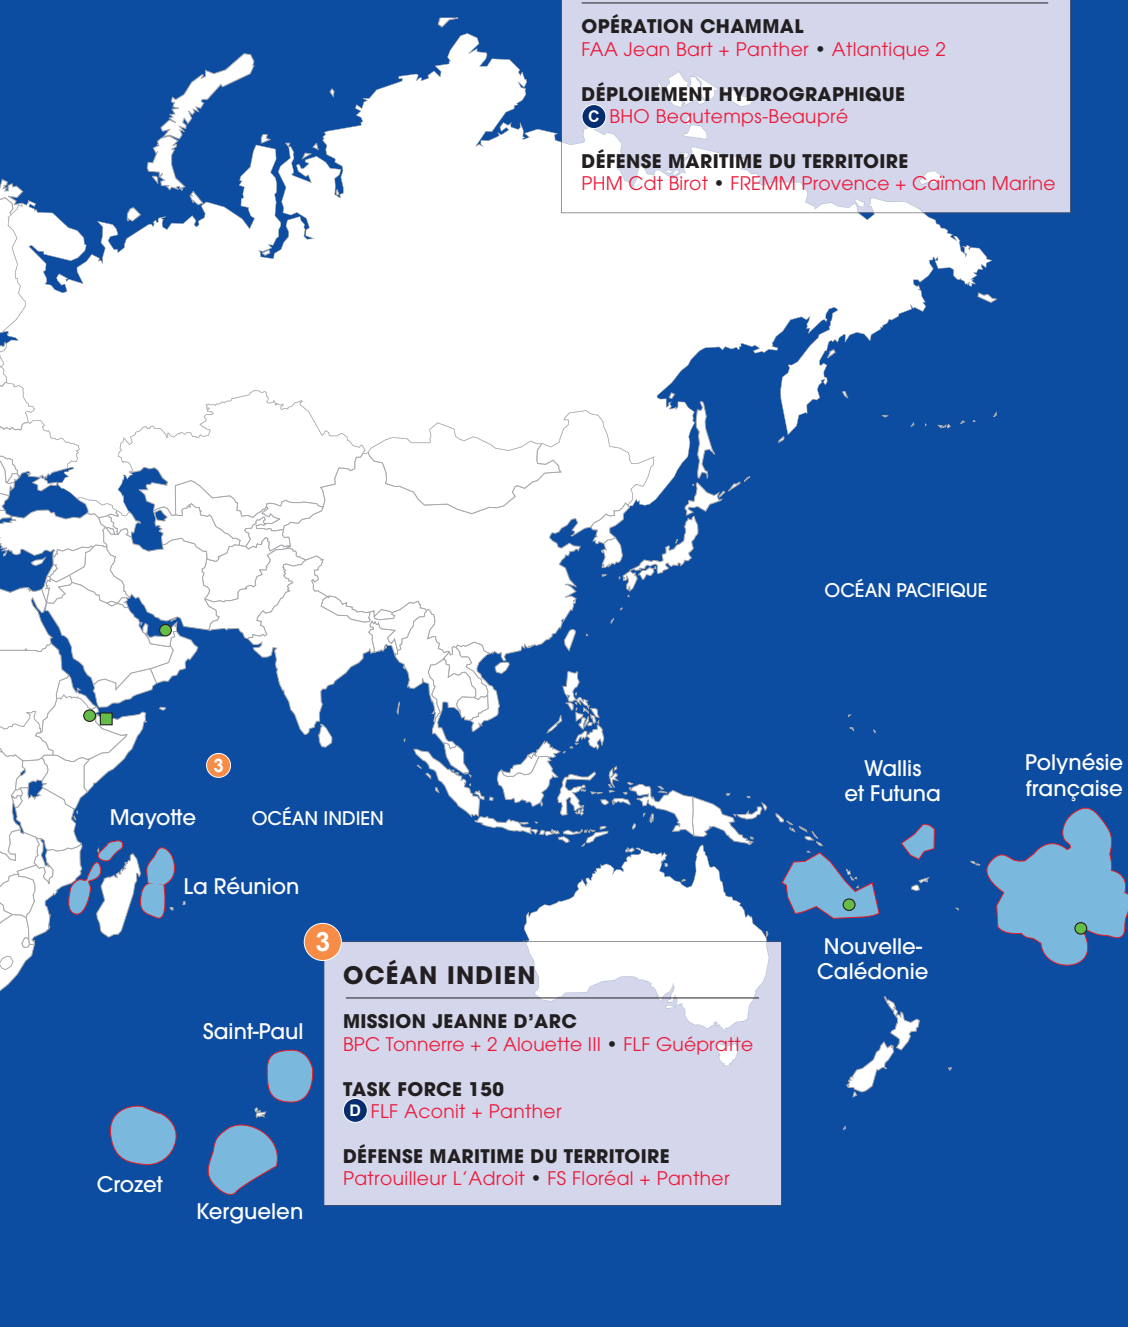 OPÉRATION CHAMMAL
FAA Jean Bart + Panther • Atlantique 2
DÉPLOIEMENT HYDROGRAPHIQUE
C BHO Beautemps-Beaupré
DÉFENSE MARITIME DU TERRITOIRE
PHM Cdt Birot • FREMM Provence + Caïman Marine
OCÉAN PACIFIQUE
3
Mayotte
OCÉAN INDIEN
La Réunion
Wallis
et Futuna
Polynésie
française
Nouvelle-
Calédonie
3
OCÉAN INDIEN
MISSION JEANNE D’ARC
BPC Tonnerre + 2 Alouette III • FLF Guépratte
TASK FORCE 150
D FLF Aconit + Panther
DÉFENSE MARITIME DU TERRITOIRE
Patrouilleur L’Adroit • FS Floréal + Panther
Saint-Paul
Crozet
Kerguelen